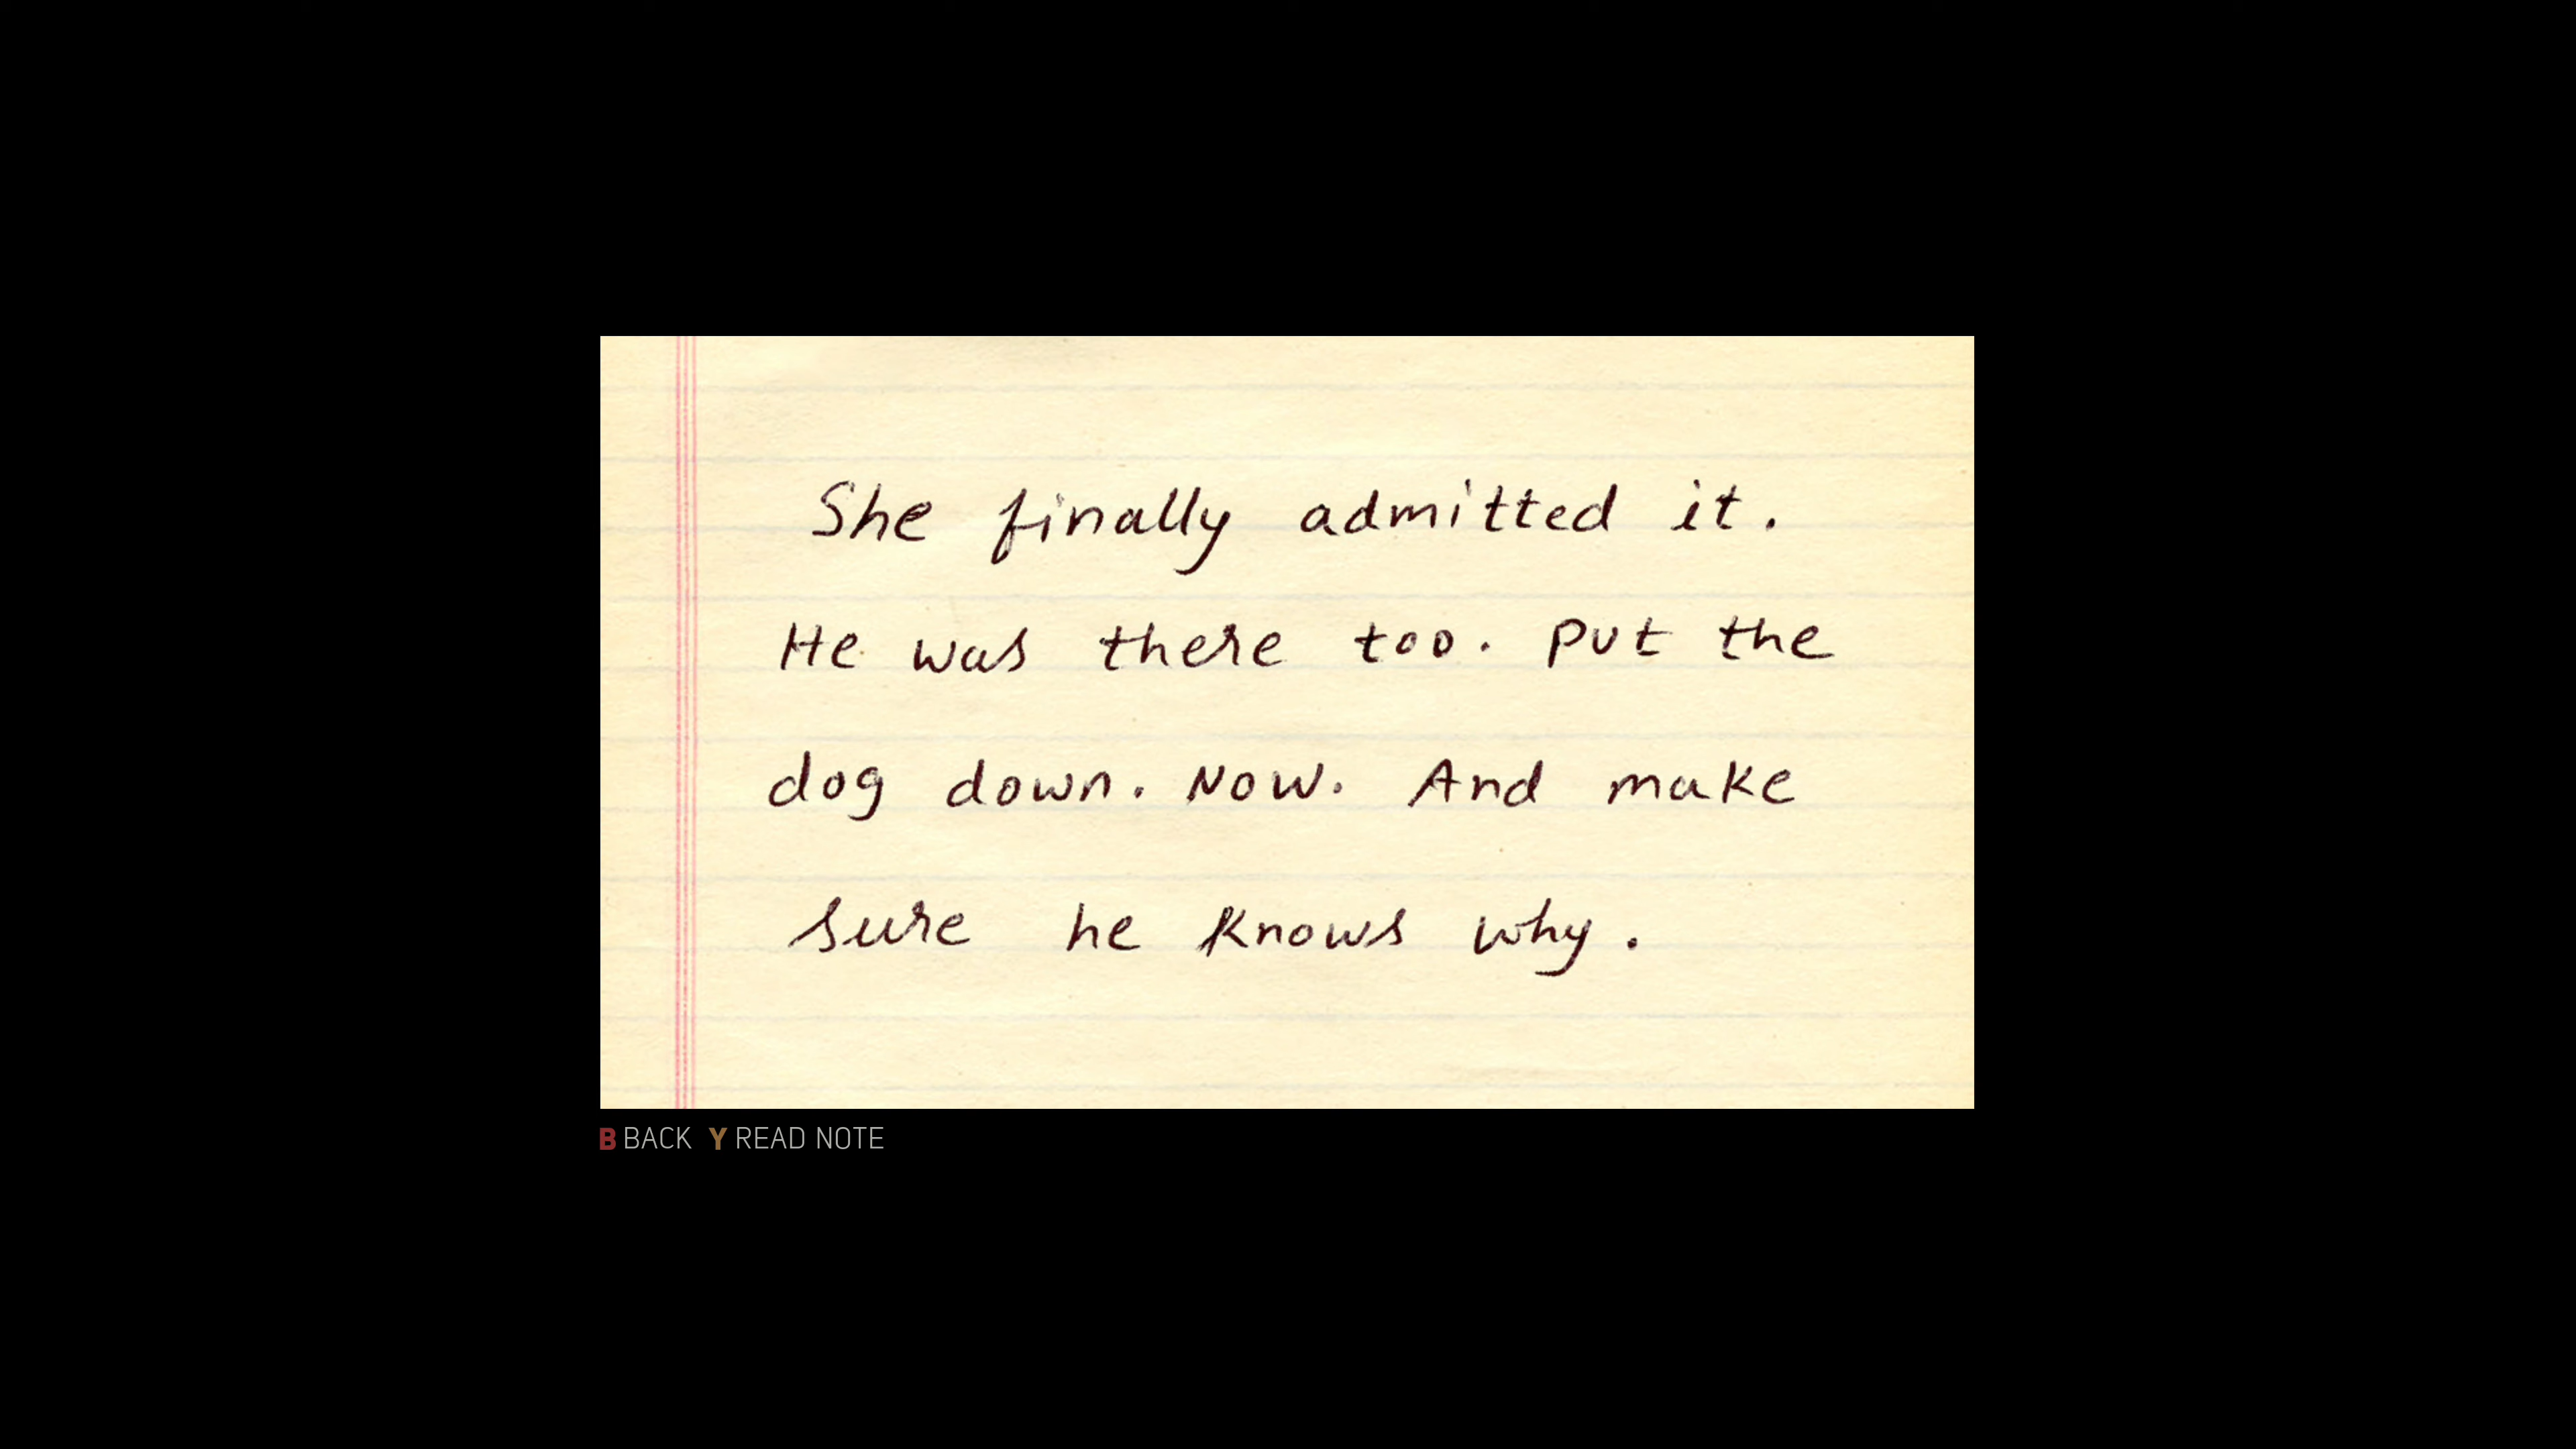 She finally admitted it.
He was there too. Put the
dog down. Now. And make
sure he knows why.
B BACK Y READ NOTE